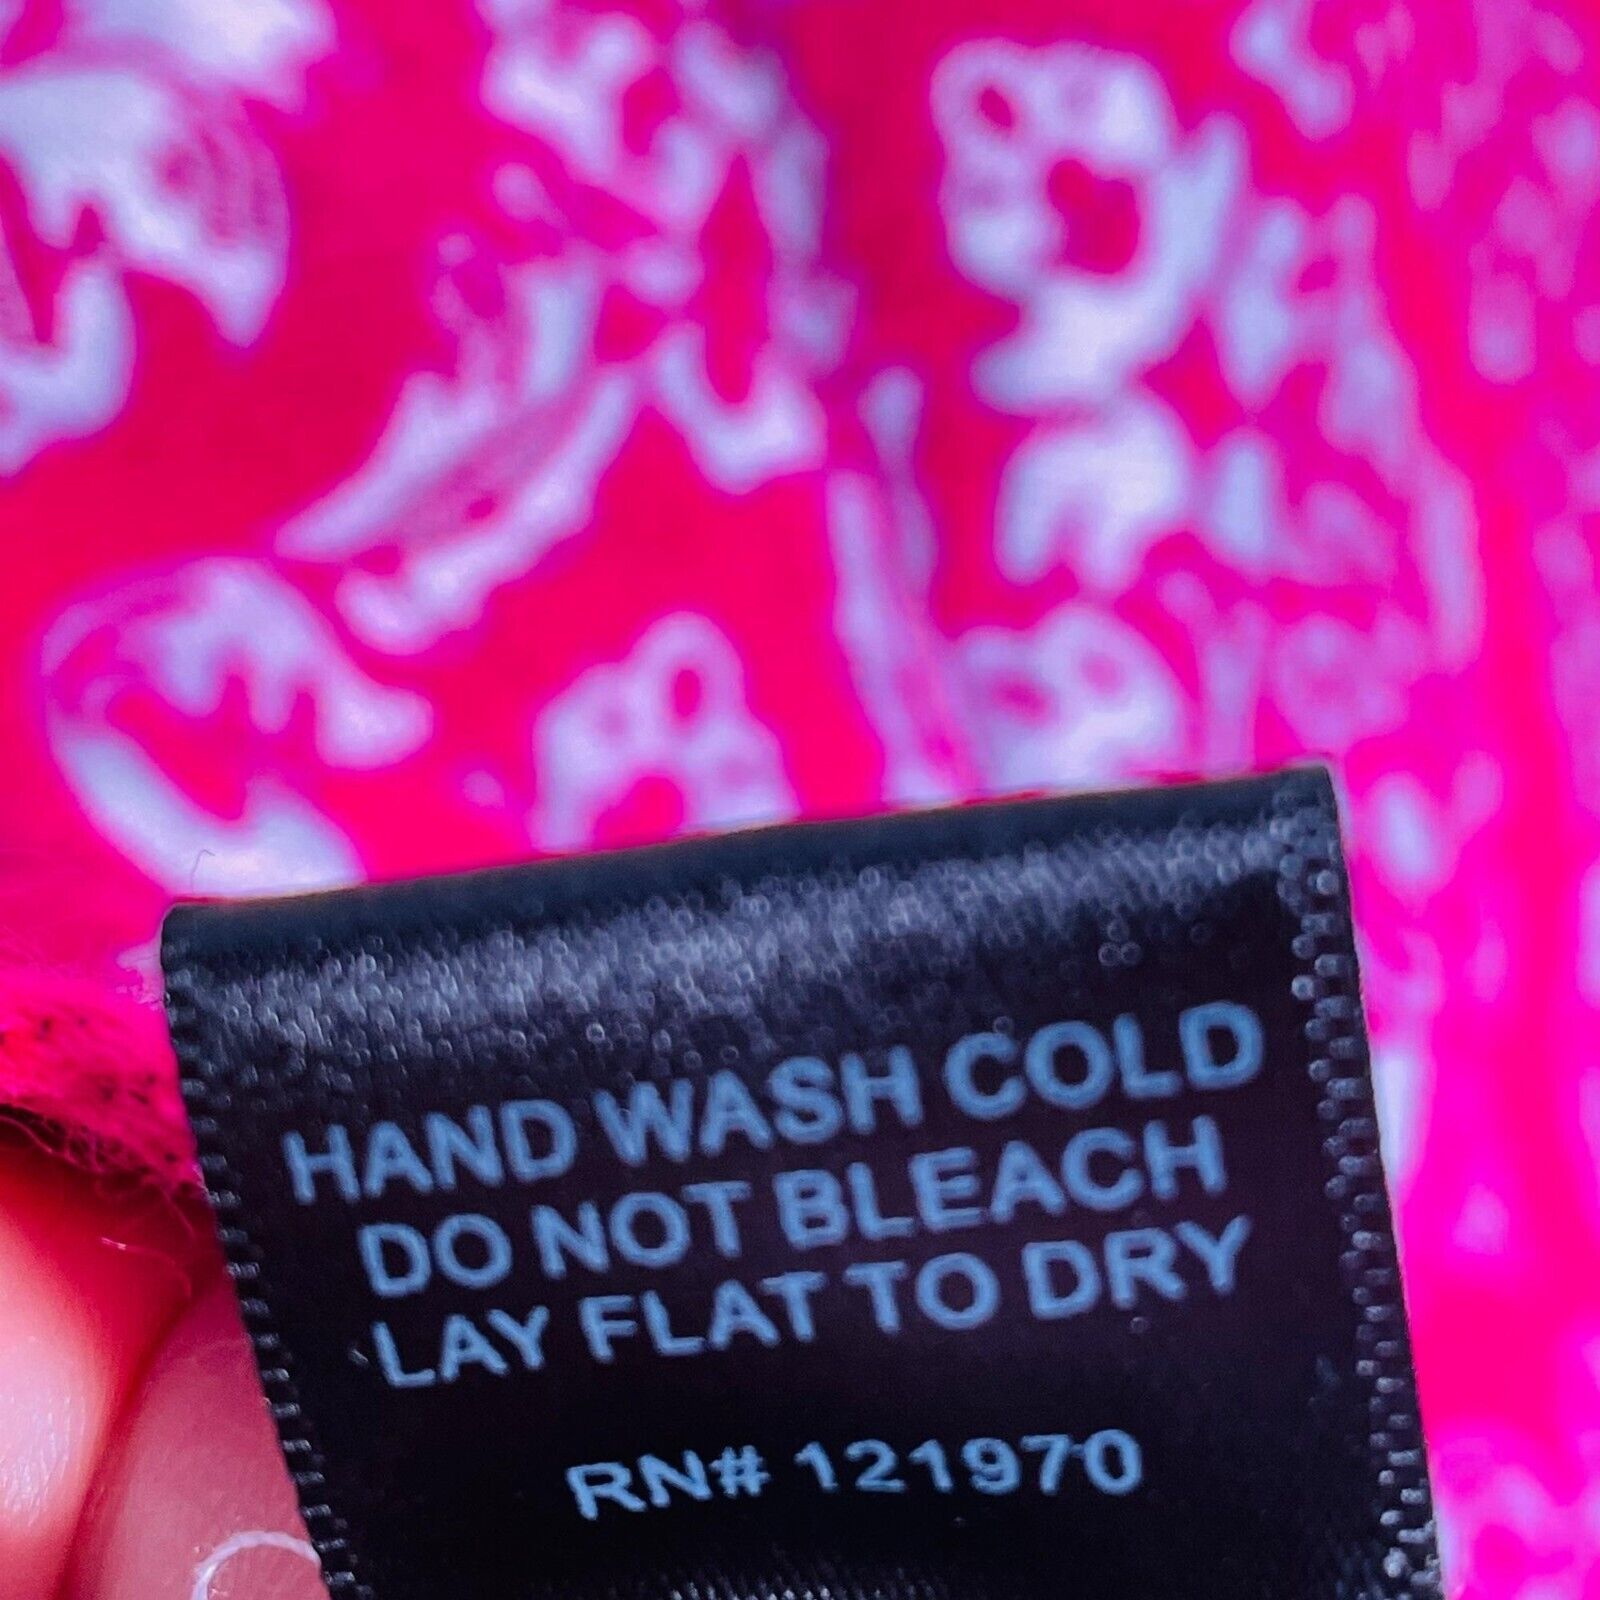 HAND WASH COLD
DO NOT BLEACH
LAY FLAT TO DRY
RN# 121970